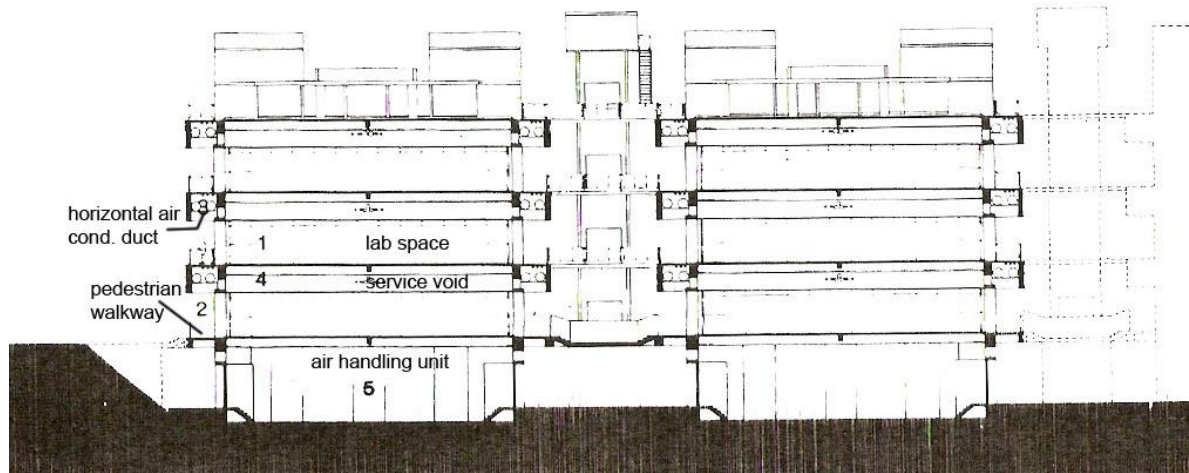 horizontal air
cond. duct
3
1
lab space
4
service void
pedestrian
walkway
2
air handling unit
5